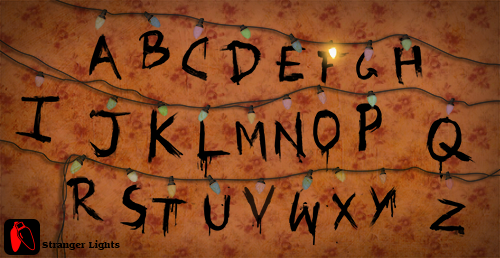 A B C D E F G H
I J K L M N O P Q
R S T U V W X Y Z
Stranger Lights